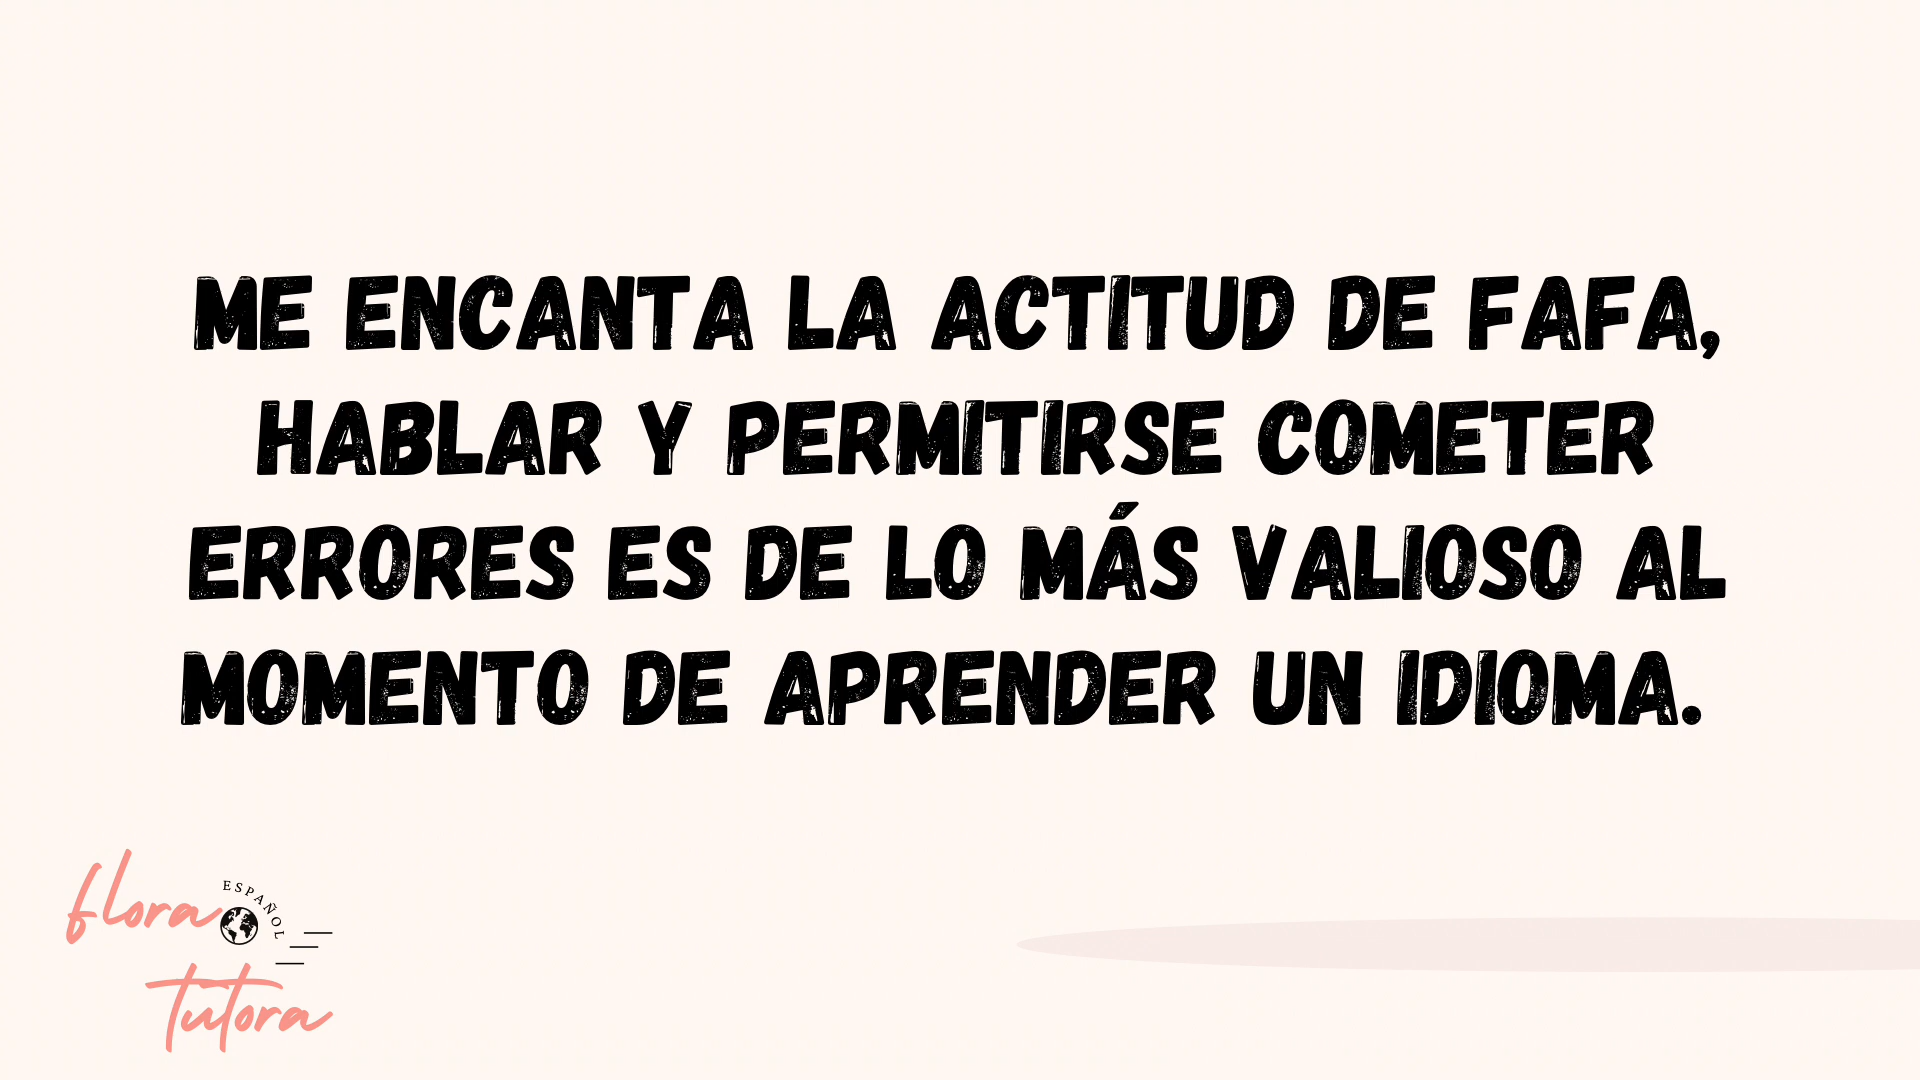 ME ENCANTA LA ACTITUD DE FAFA,
HABLAR Y PERMITIRSE COMETER
ERRORES ES DE LO MÁS VALIOSO AL
MOMENTO DE APRENDER UN IDIOMA.
flora
ESPAÑOL
tutora